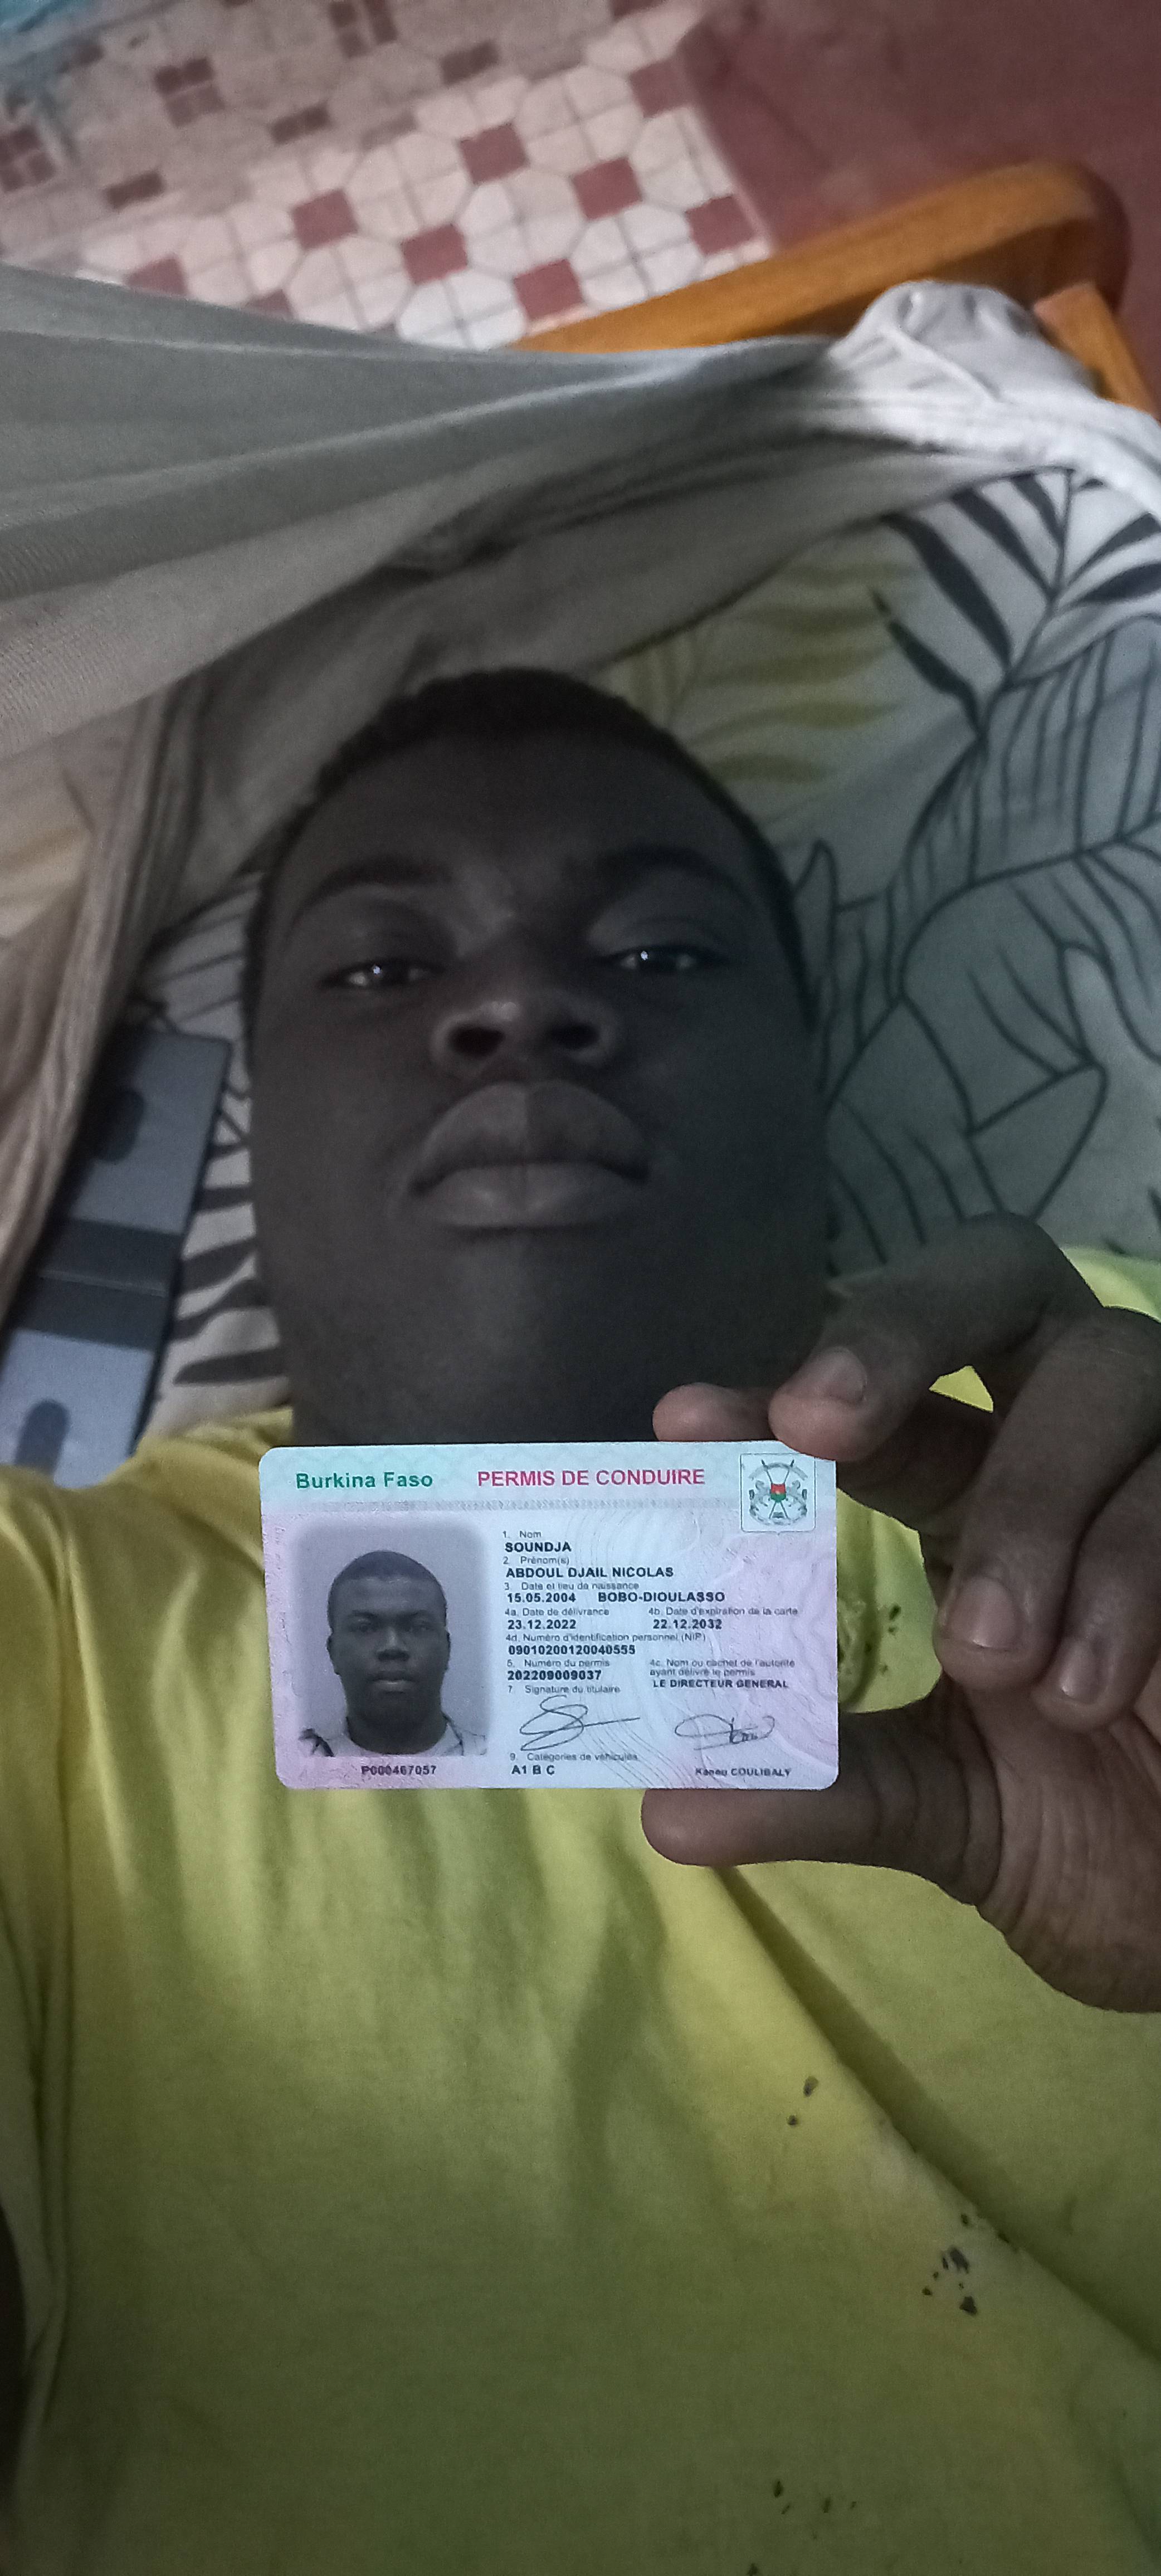 Burkina Faso PERMIS DE CONDUIRE
1. Nom
SOUNDJA
2. Prénom(s)
ABDOUL DJAIL NICOLAS
3. Date et lieu de naissance
15.05.2004 BOBO-DIOULASSO
4a. Date de délivrance 4b. Date d'expiration de la carte
23.12.2022 22.12.2032
4d. Numéro d'identification personnel (NIP)
09010200120040555
5. Numéro du permis 4c. Nom ou cachet de l'autorité
ayant délivré le permis
202209009037 LE DIRECTEUR GENERAL
7. Signature du titulaire
9. Catégories de véhicules
P000467057 A1 B C COULIBALY